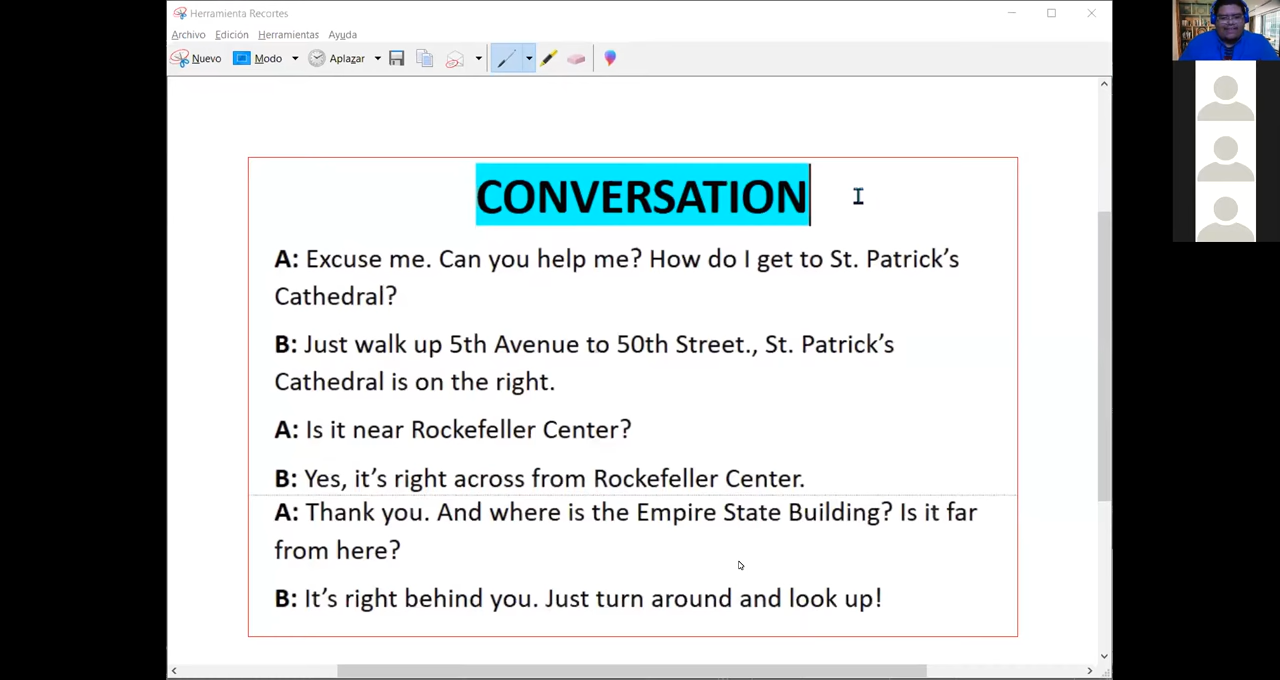 Herramienta Recortes
Archivo Edición Herramientas Ayuda
Nuevo Modo Aplazar
CONVERSATION
A: Excuse me. Can you help me? How do I get to St. Patrick’s
Cathedral?
B: Just walk up 5th Avenue to 50th Street., St. Patrick’s
Cathedral is on the right.
A: Is it near Rockefeller Center?
B: Yes, it’s right across from Rockefeller Center.
A: Thank you. And where is the Empire State Building? Is it far
from here?
B: It’s right behind you. Just turn around and look up!